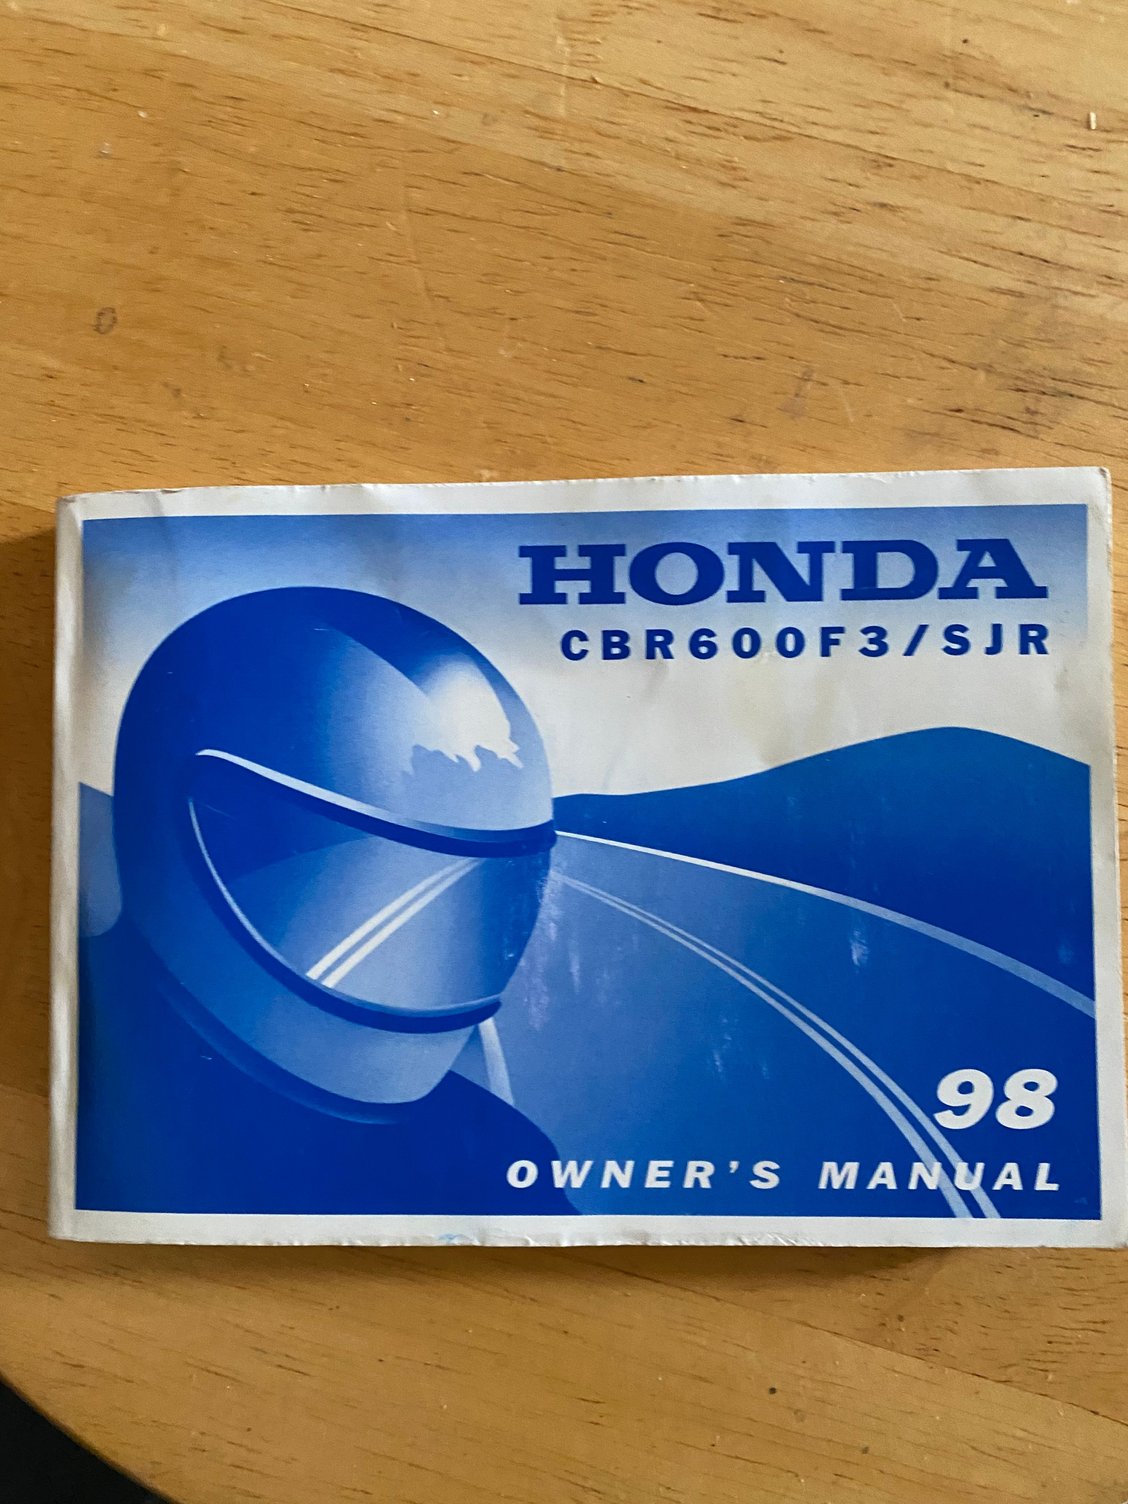 HONDA
CBR600F3/SJR
98
OWNER'S MANUAL